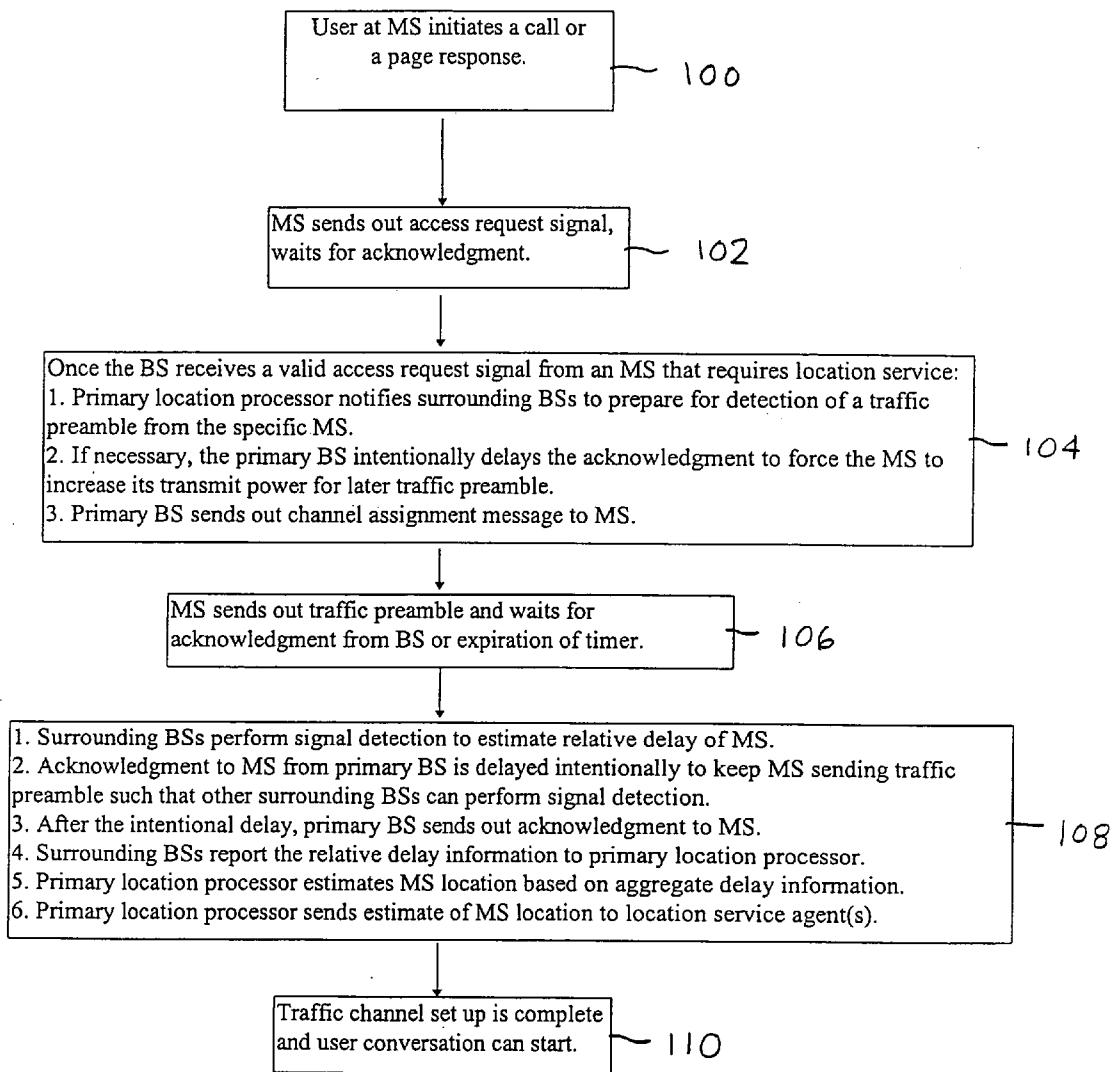 User at MS initiates a call or
a page response.
100
MS sends out access request signal,
waits for acknowledgment.
102
Once the BS receives a valid access request signal from an MS that requires location service:
1. Primary location processor notifies surrounding BSs to prepare for detection of a traffic
preamble from the specific MS.
2. If necessary, the primary BS intentionally delays the acknowledgment to force the MS to
increase its transmit power for later traffic preamble.
3. Primary BS sends out channel assignment message to MS.
104
MS sends out traffic preamble and waits for
acknowledgment from BS or expiration of timer.
106
1. Surrounding BSs perform signal detection to estimate relative delay of MS.
2. Acknowledgment to MS from primary BS is delayed intentionally to keep MS sending traffic
preamble such that other surrounding BSs can perform signal detection.
3. After the intentional delay, primary BS sends out acknowledgment to MS.
4. Surrounding BSs report the relative delay information to primary location processor.
5. Primary location processor estimates MS location based on aggregate delay information.
6. Primary location processor sends estimate of MS location to location service agent(s).
108
Traffic channel set up is complete
and user conversation can start.
110